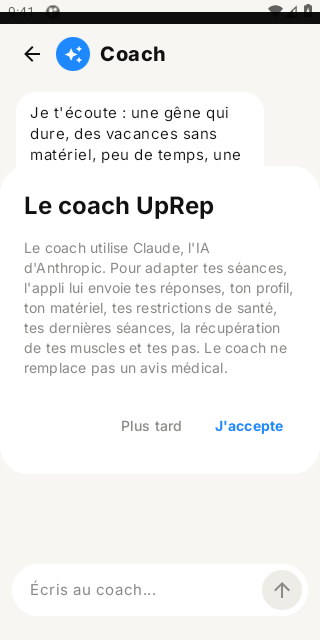 9:41
Coach
Je t'écoute : une gêne qui
dure, des vacances sans
matériel, peu de temps, une
Le coach UpRep
Le coach utilise Claude, l'IA
d'Anthropic. Pour adapter tes séances,
l'appli lui envoie tes réponses, ton profil,
ton matériel, tes restrictions de santé,
tes dernières séances, la récupération
de tes muscles et tes pas. Le coach ne
remplace pas un avis médical.
Plus tard
J'accepte
Écris au coach...